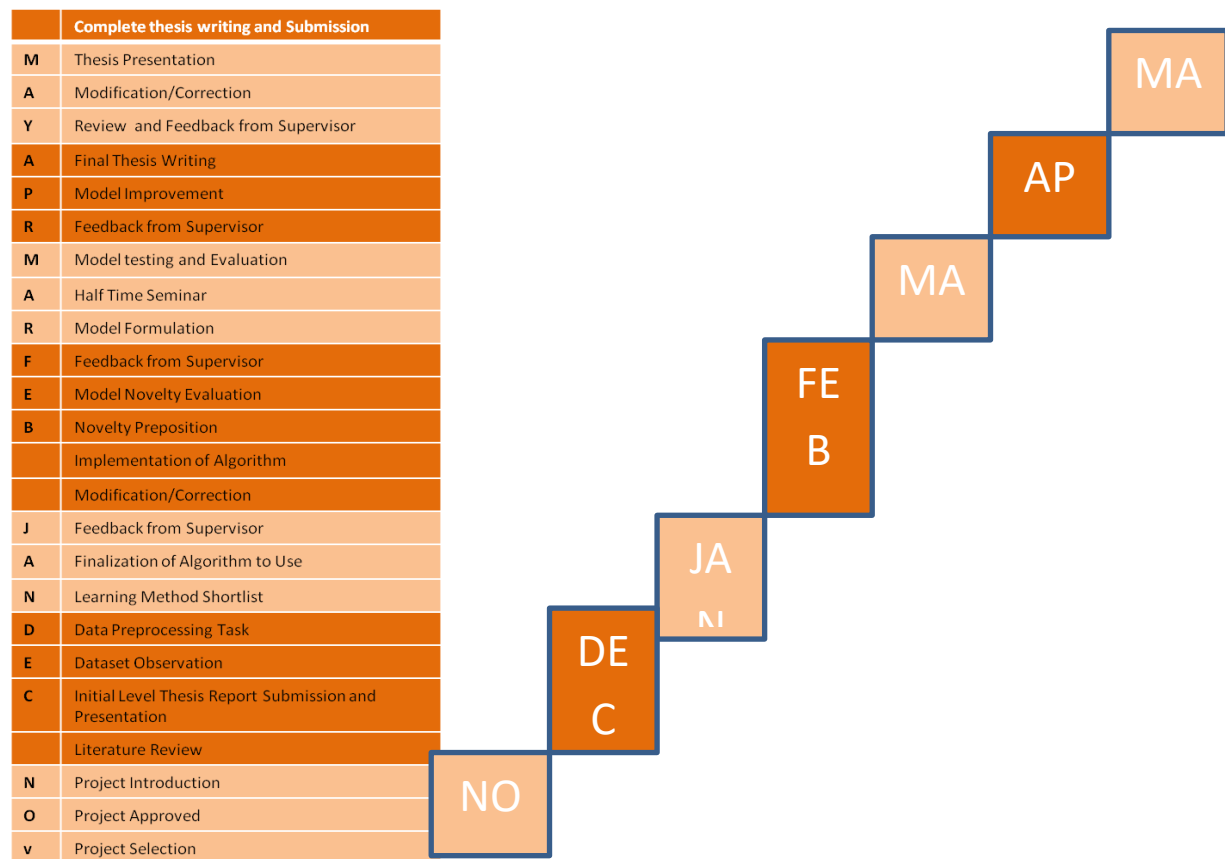 Complete thesis writing and Submission
M Thesis Presentation
A Modification/Correction
Y Review and Feedback from Supervisor
A Final Thesis Writing
P Model Improvement
R Feedback from Supervisor
M Model testing and Evaluation
A Half Time Seminar
R Model Formulation
F Feedback from Supervisor
E Model Novelty Evaluation
B Novelty Preposition
Implementation of Algorithm
Modification/Correction
J Feedback from Supervisor
A Finalization of Algorithm to Use
N Learning Method Shortlist
D Data Preprocessing Task
E Dataset Observation
C Initial Level Thesis Report Submission and
Presentation
Literature Review
N Project Introduction
O Project Approved
v Project Selection
MA
AP
MA
FE
B
JA
N
DE
C
NO